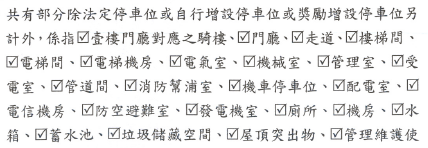 共有部分除法定停車位或自行增設停車位或獎勵增設停車位另
計外，係指☑壹樓門廳對應之騎樓、☑門廳、☑走道、☑樓梯間、
☑電梯間、☑電梯機房、☑電氣室、☑機械室、☑管理室、☑受
電室、☑管道間、☑消防幫浦室、☑機車停車位、☑配電室、☑
電信機房、☑防空避難室、☑發電機室、☑廁所、☑機房、☑水
箱、☑蓄水池、☑垃圾儲藏空間、☑屋頂突出物、☑管理維護使